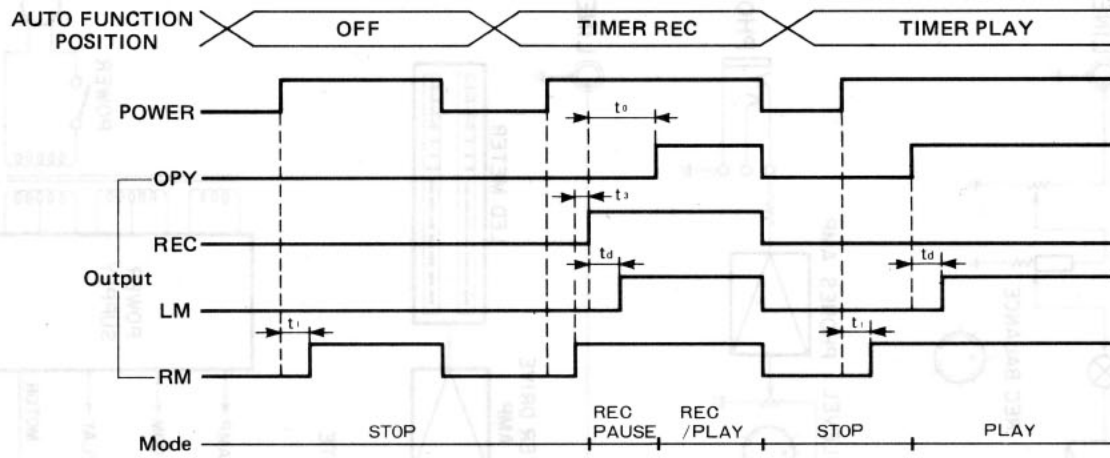 AUTO FUNCTION
POSITION
OFF
TIMER REC
TIMER PLAY
POWER
t0
OPY
t3
REC
Output
td
td
LM
t1
t1
RM
Mode
STOP
REC
PAUSE
REC
/PLAY
STOP
PLAY